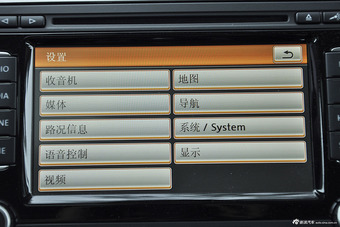 设置
收音机
地图
媒体
导航
路况信息
系统 / System
语音控制
显示
视频